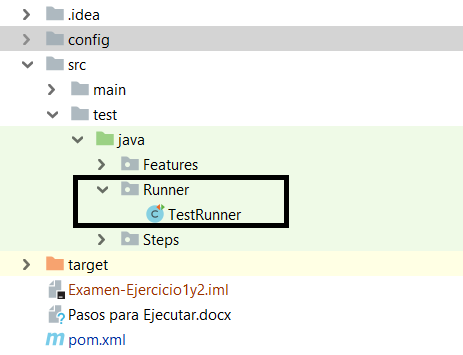 .idea
config
src
main
test
java
Features
Runner
TestRunner
Steps
target
Examen-Ejercicio1y2.iml
Pasos para Ejecutar.docx
pom.xml